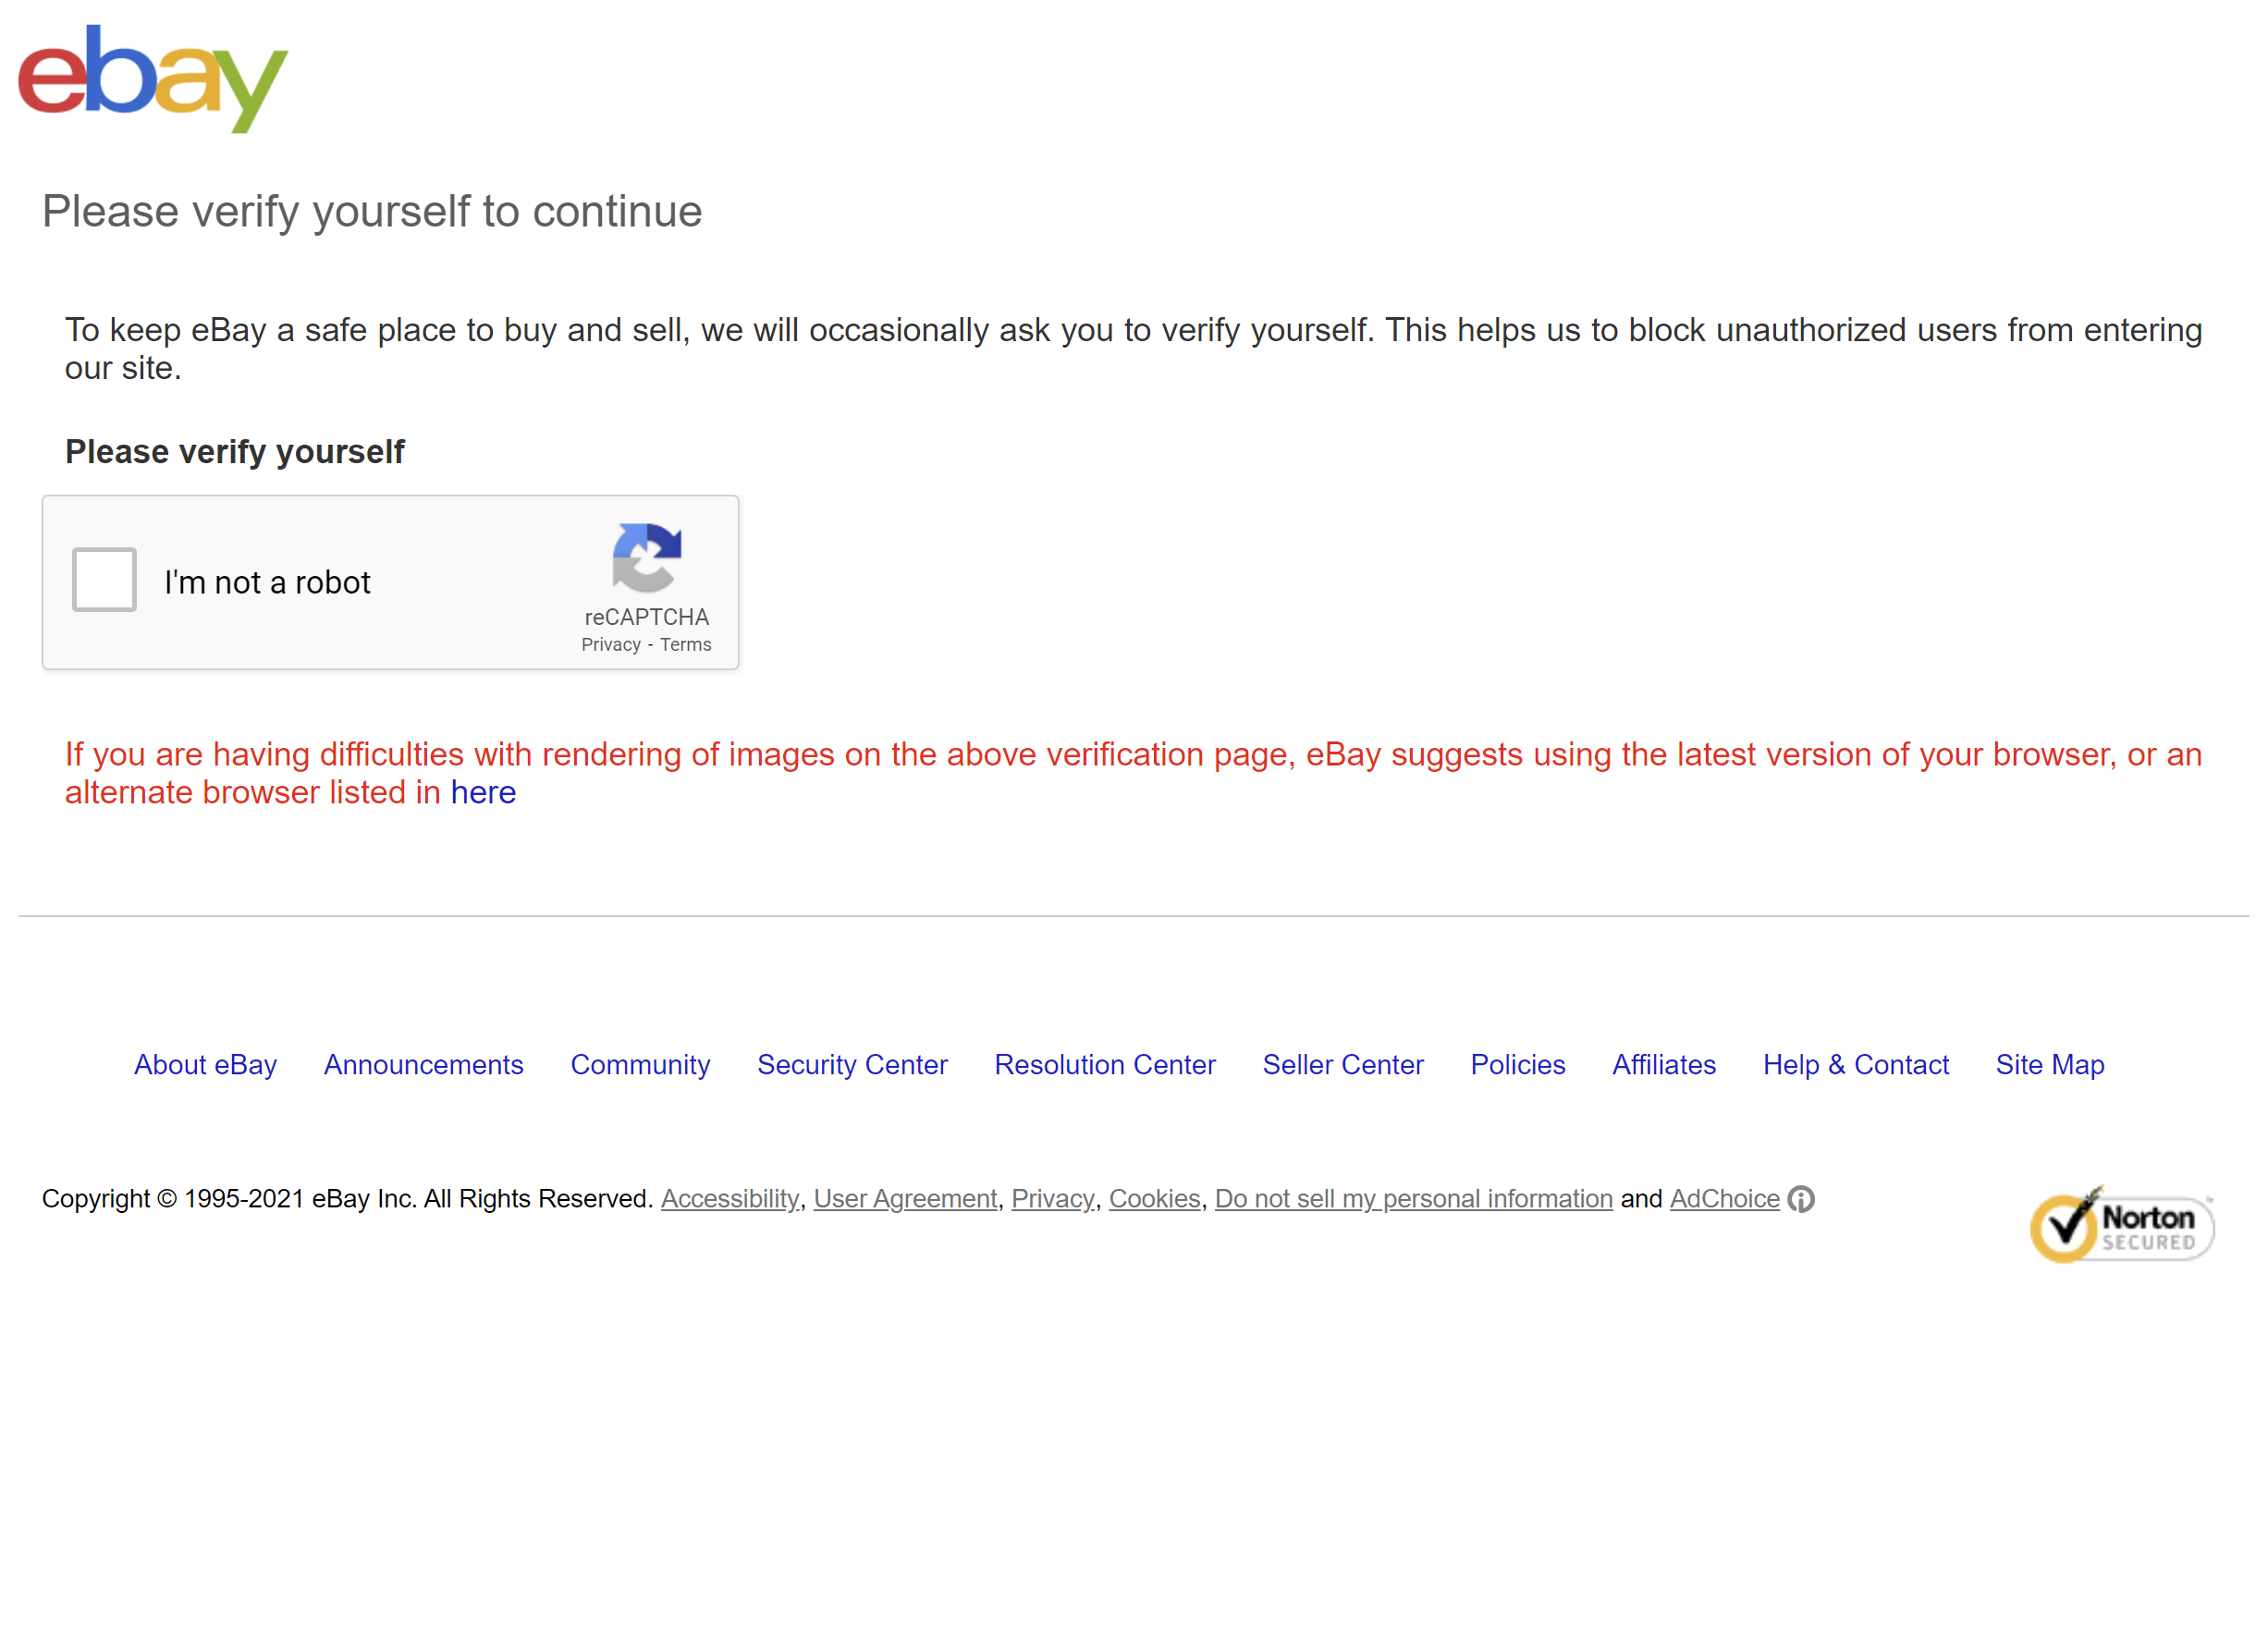 ebay
Please verify yourself to continue
To keep eBay a safe place to buy and sell, we will occasionally ask you to verify yourself. This helps us to block unauthorized users from entering
our site.
Please verify yourself
I'm not a robot
reCAPTCHA
Privacy - Terms
If you are having difficulties with rendering of images on the above verification page, eBay suggests using the latest version of your browser, or an
alternate browser listed in here
About eBay Announcements Community Security Center Resolution Center Seller Center Policies Affiliates Help & Contact Site Map
Copyright © 1995-2021 eBay Inc. All Rights Reserved. Accessibility, User Agreement, Privacy, Cookies, Do not sell my personal information and AdChoice
Norton
SECURED